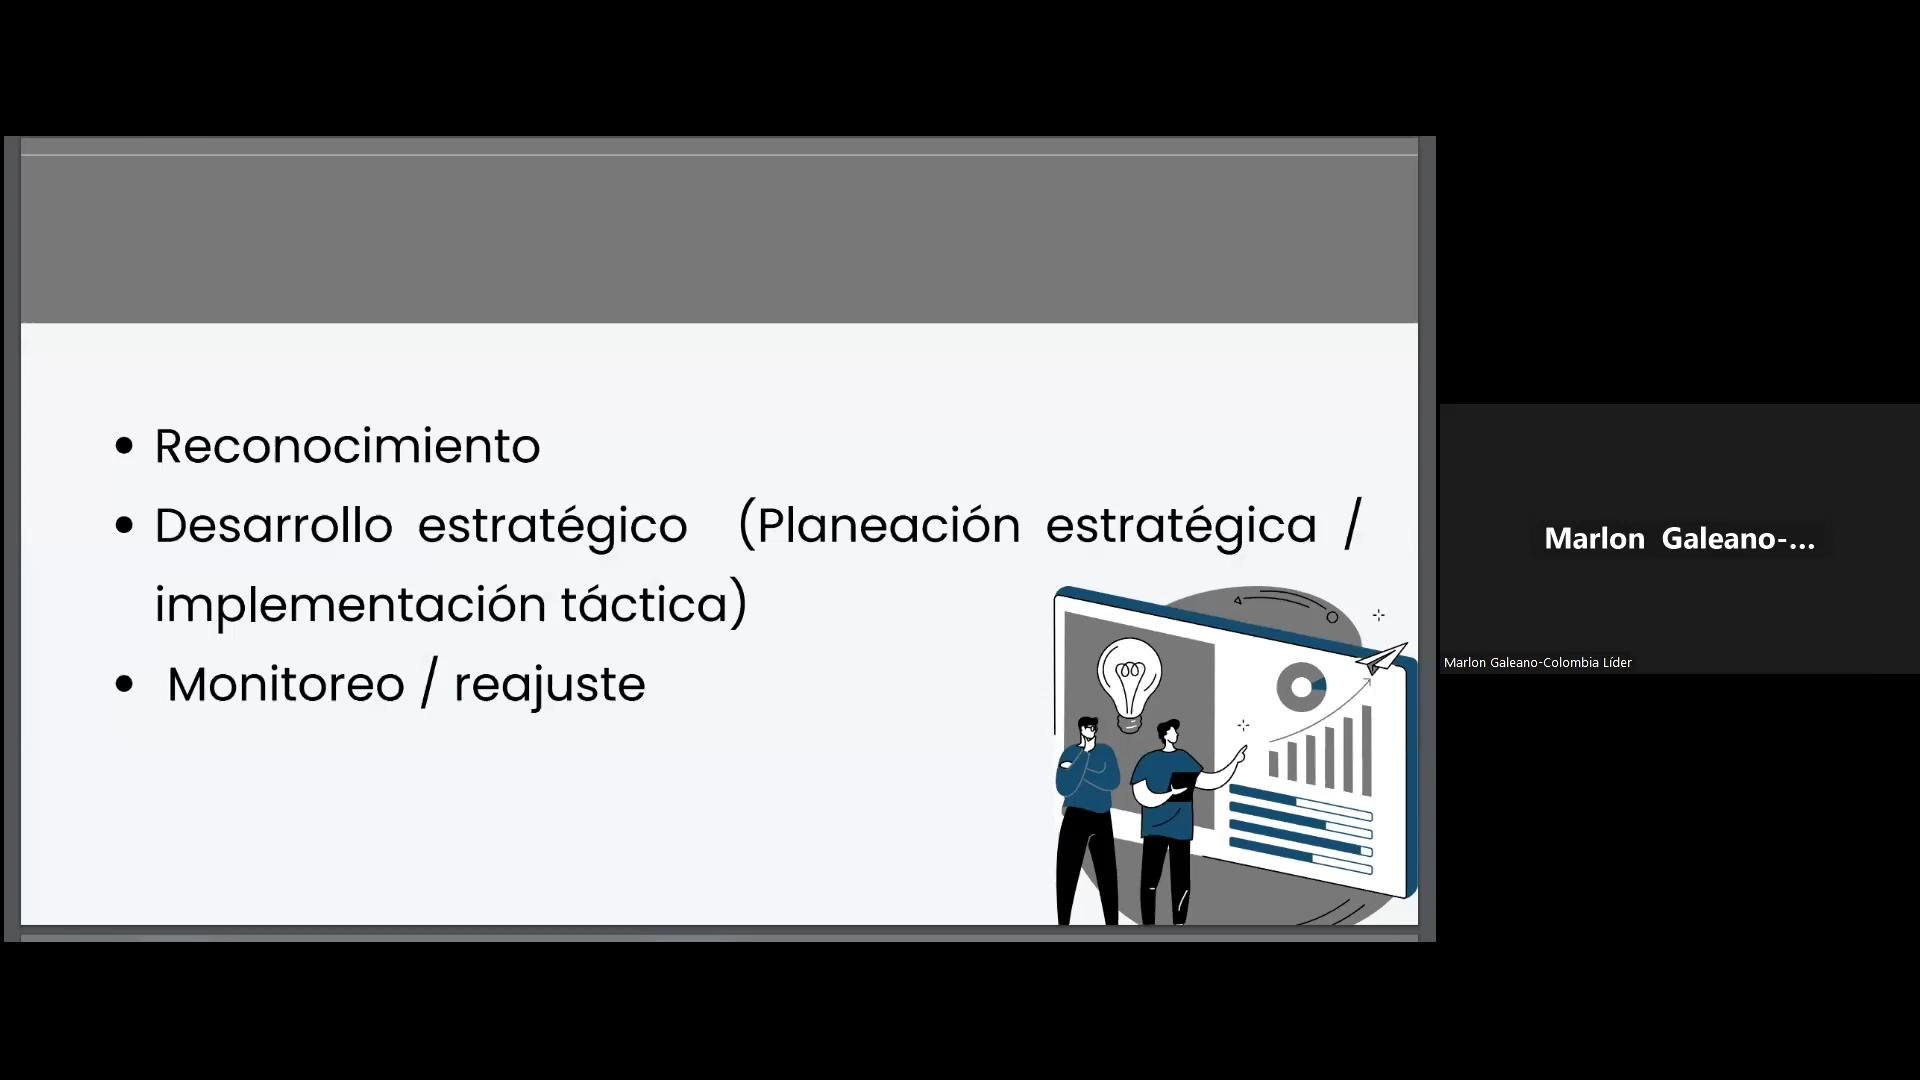 • Reconocimiento
• Desarrollo estratégico (Planeación estratégica /
implementación táctica)
• Monitoreo / reajuste
Marlon Galeano-...
Marlon Galeano-Colombia Líder